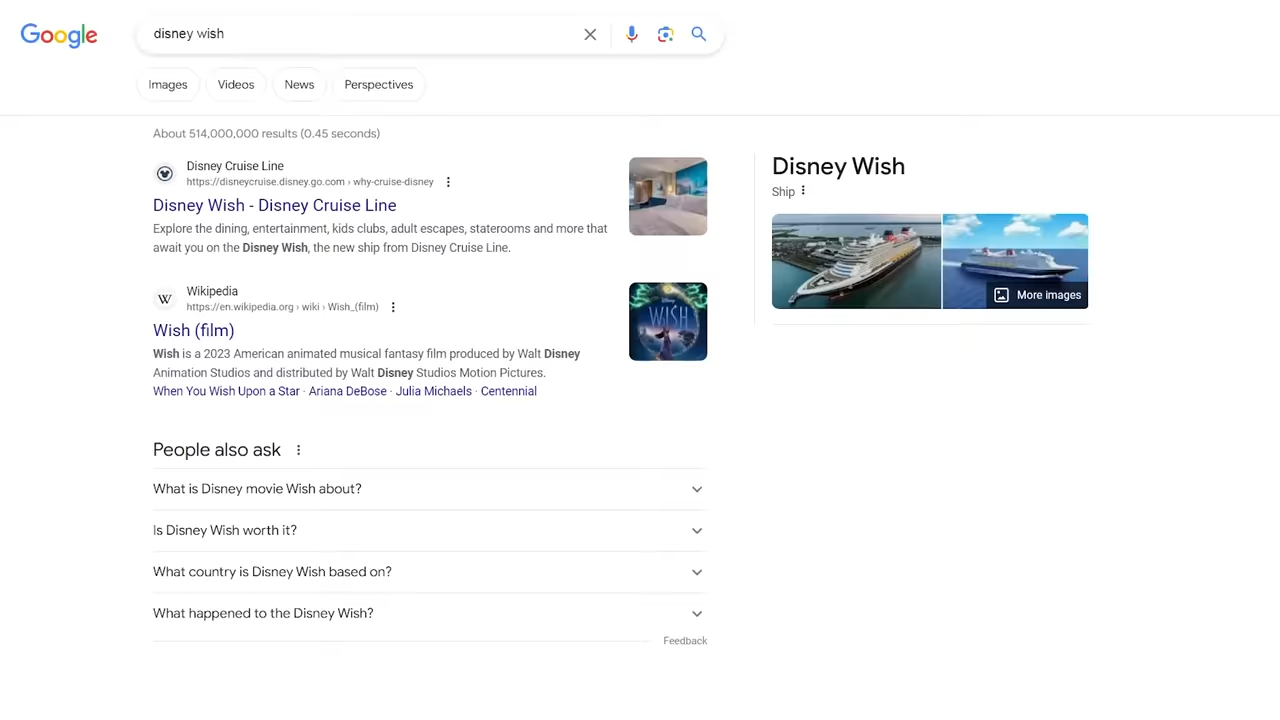 Google
disney wish
Images Videos News Perspectives
About 514,000,000 results (0.45 seconds)
Disney Cruise Line
https://disneycruise.disney.go.com › why-cruise-disney
Disney Wish - Disney Cruise Line
Explore the dining, entertainment, kids clubs, adult escapes, staterooms and more that
await you on the Disney Wish, the new ship from Disney Cruise Line.
W
Wikipedia
https://en.wikipedia.org › wiki › Wish_(film)
Wish (film)
Wish is a 2023 American animated musical fantasy film produced by Walt Disney
Animation Studios and distributed by Walt Disney Studios Motion Pictures.
When You Wish Upon a Star · Ariana DeBose · Julia Michaels · Centennial
Disney
WISH
People also ask
What is Disney movie Wish about?
Is Disney Wish worth it?
What country is Disney Wish based on?
What happened to the Disney Wish?
Feedback
Disney Wish
Ship
More images